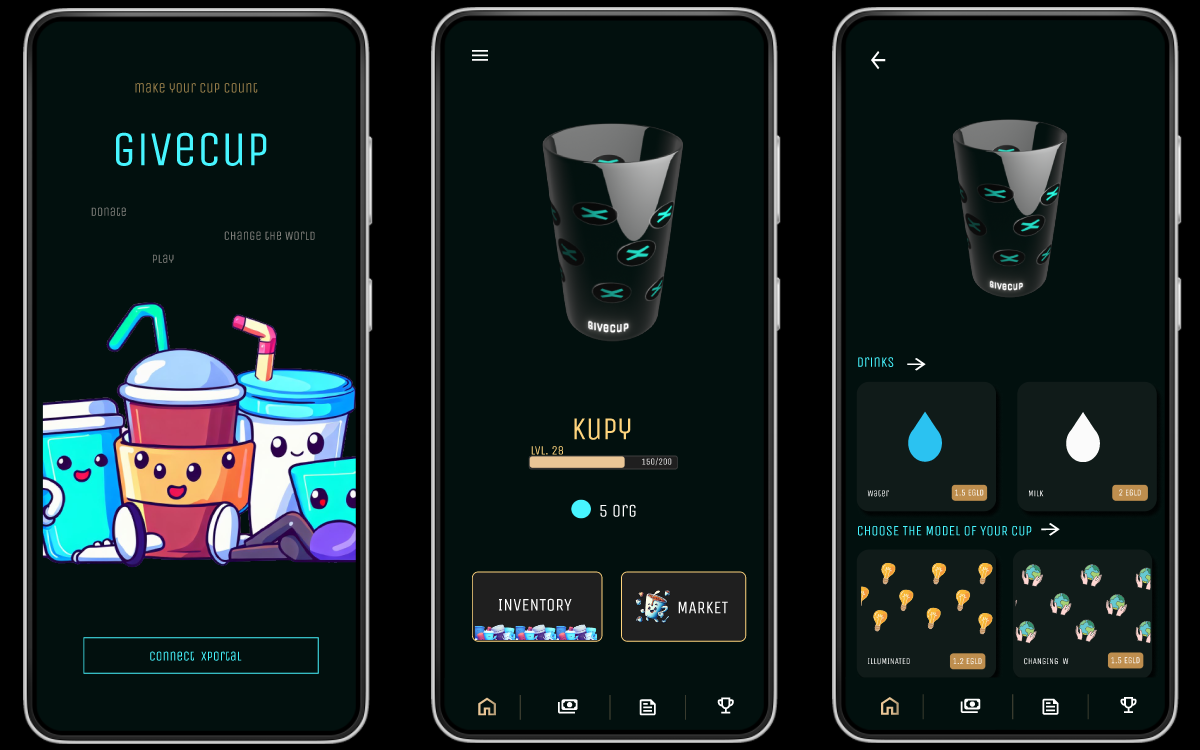 make your cup count
GIVECUP
Donate
change the world
Play
connect xPortal
GIVECUP
KUPY
LVL. 28
150/200
5 Org
INVENTORY
MARKET
GIVECUP
Drinks
Water
1.5 EGLD
Milk
2 EGLD
CHOOSE THE MODEL OF YOUR CUP
ILLUMINATED
1.2 EGLD
CHANGING W
1.5 EGLD